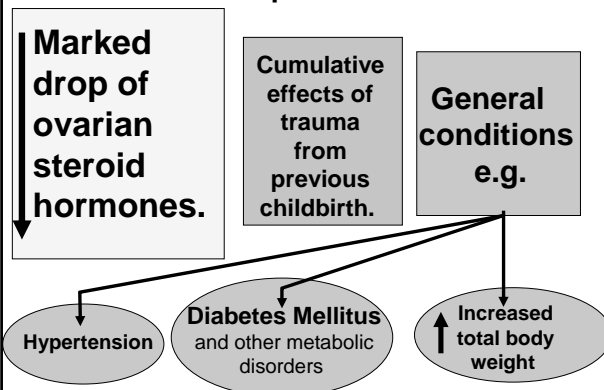 Marked
drop of
ovarian
steroid
hormones.
Cumulative
effects of
trauma
from
previous
childbirth.
General
conditions
e.g.
Hypertension
Diabetes Mellitus
and other metabolic
disorders
Increased
total body
weight